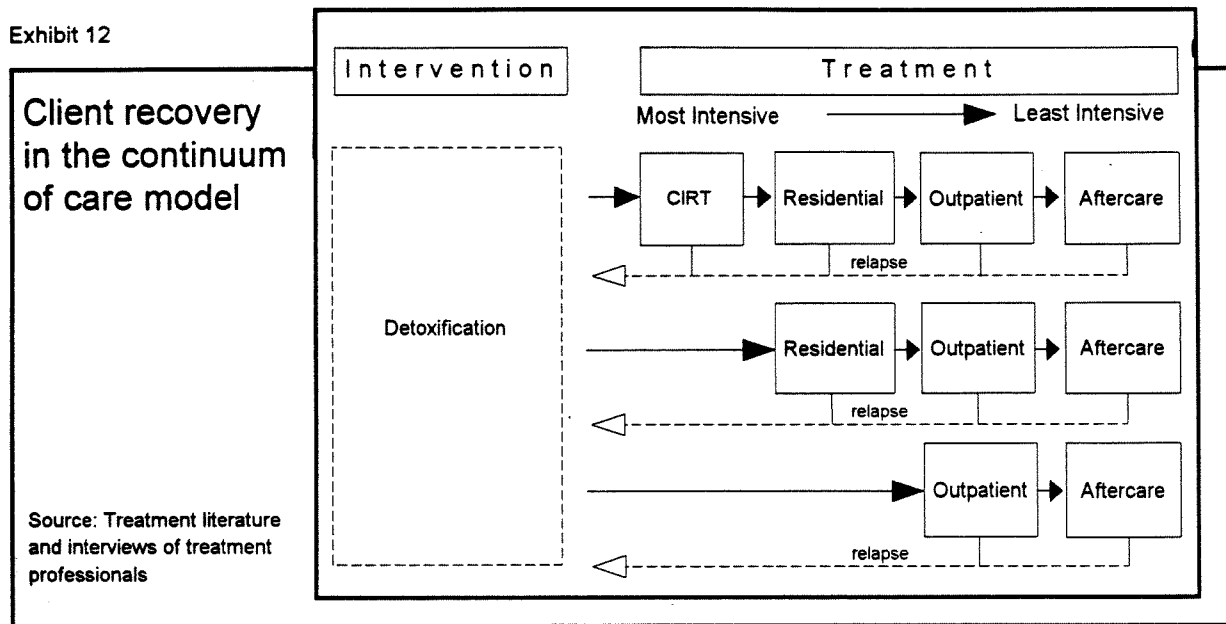 Exhibit 12
Client recovery
in the continuum
of care model
Source: Treatment literature
and interviews of treatment
professionals
Intervention
Treatment
Most Intensive
Least Intensive
Detoxification
CIRT
Residential
Outpatient
Aftercare
relapse
Residential
Outpatient
Aftercare
relapse
Outpatient
Aftercare
relapse